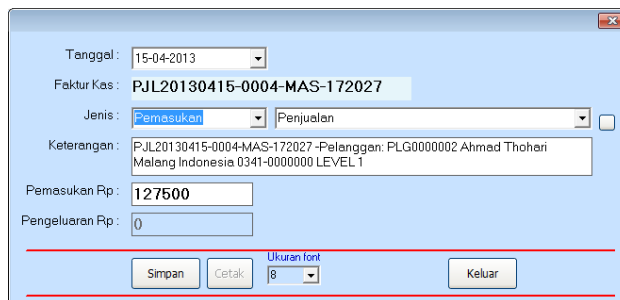 Tanggal : 15-04-2013
Faktur Kas : PJL20130415-0004-MAS-172027
Jenis : Pemasukan Penjualan
Keterangan : PJL20130415-0004-MAS-172027 -Pelanggan: PLG0000002 Ahmad Thohari
Malang Indonesia 0341-0000000 LEVEL 1
Pemasukan Rp : 127500
Pengeluaran Rp : 0
Ukuran font
Simpan Cetak 8 Keluar